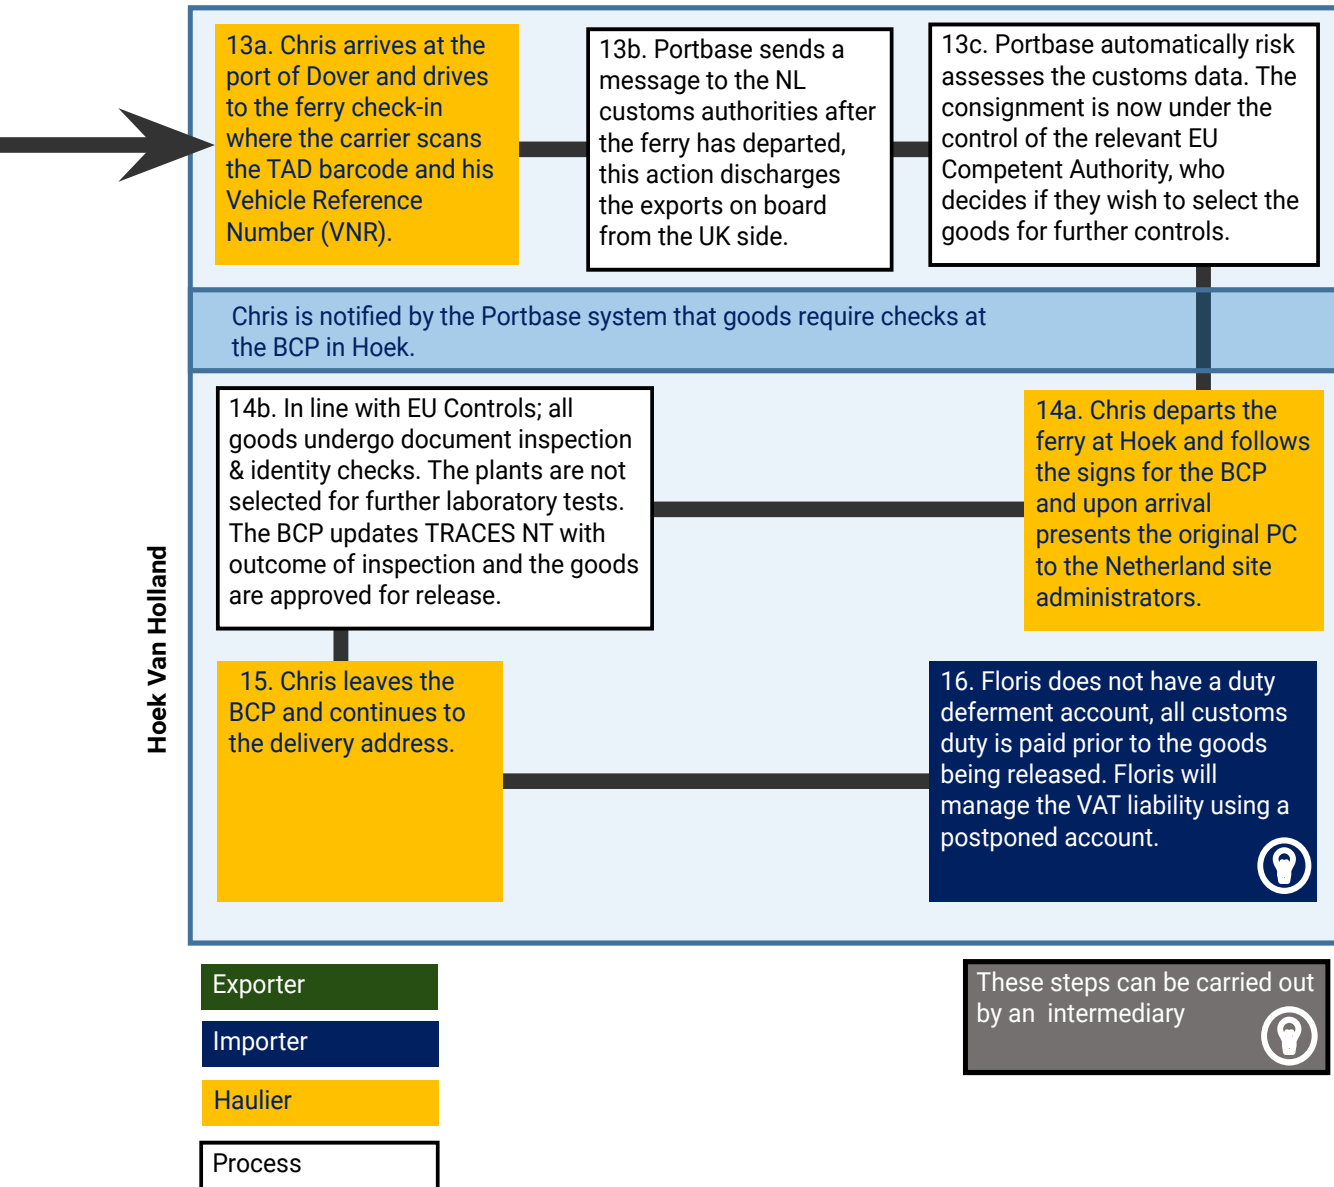 13a. Chris arrives at the
port of Dover and drives
to the ferry check-in
where the carrier scans
the TAD barcode and his
Vehicle Reference
Number (VNR).
13b. Portbase sends a
message to the NL
customs authorities after
the ferry has departed,
this action discharges
the exports on board
from the UK side.
13c. Portbase automatically risk
assesses the customs data. The
consignment is now under the
control of the relevant EU
Competent Authority, who
decides if they wish to select the
goods for further controls.
Chris is notified by the Portbase system that goods require checks at
the BCP in Hoek.
14a. Chris departs the
ferry at Hoek and follows
the signs for the BCP
and upon arrival
presents the original PC
to the Netherland site
administrators.
14b. In line with EU Controls; all
goods undergo document inspection
& identity checks. The plants are not
selected for further laboratory tests.
The BCP updates TRACES NT with
outcome of inspection and the goods
are approved for release.
Hoek Van Holland
15. Chris leaves the
BCP and continues to
the delivery address.
16. Floris does not have a duty
deferment account, all customs
duty is paid prior to the goods
being released. Floris will
manage the VAT liability using a
postponed account.
Exporter
Importer
Haulier
Process
These steps can be carried out
by an intermediary